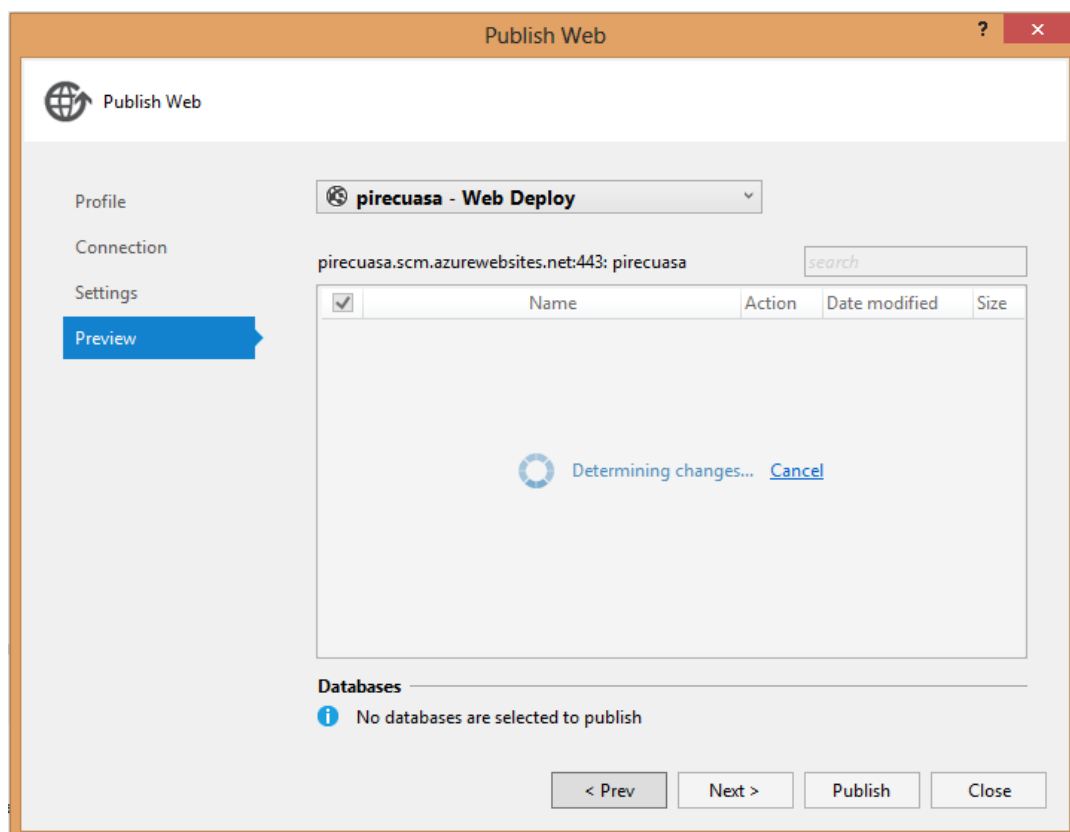 Publish Web
?
Publish Web
Profile
Connection
Settings
Preview
pirecuasa - Web Deploy
pirecuasa.scm.azurewebsites.net:443: pirecuasa
search
Name Action Date modified Size
Determining changes... Cancel
Databases
No databases are selected to publish
< Prev Next > Publish Close